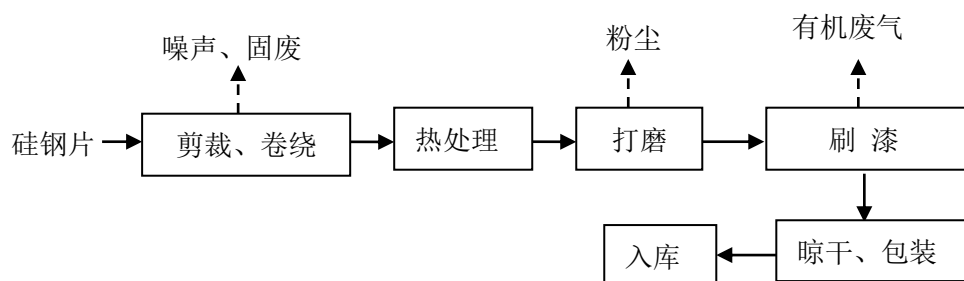 噪声、固废
粉尘
有机废气
硅钢片
剪裁、卷绕
热处理
打磨
刷 漆
入库
晾干、包装